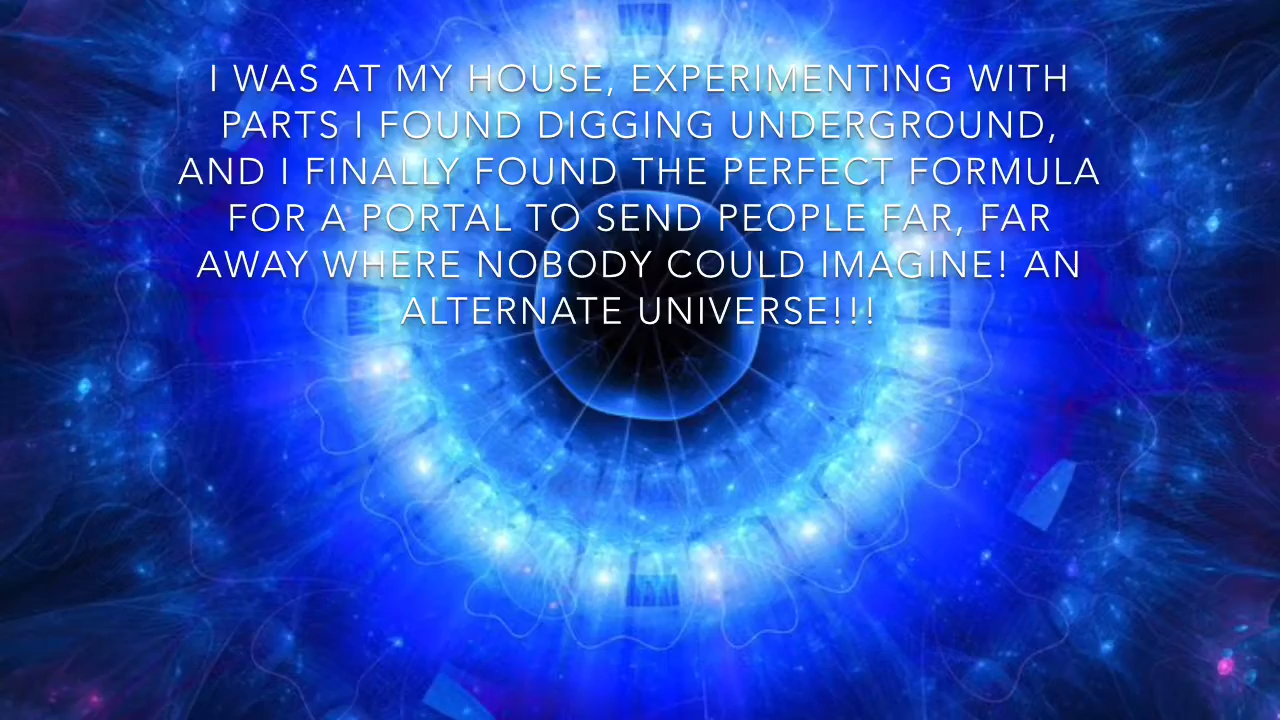 I WAS AT MY HOUSE, EXPERIMENTING WITH
PARTS I FOUND DIGGING UNDERGROUND,
AND I FINALLY FOUND THE PERFECT FORMULA
FOR A PORTAL TO SEND PEOPLE FAR, FAR
AWAY WHERE NOBODY COULD IMAGINE! AN
ALTERNATE UNIVERSE!!!